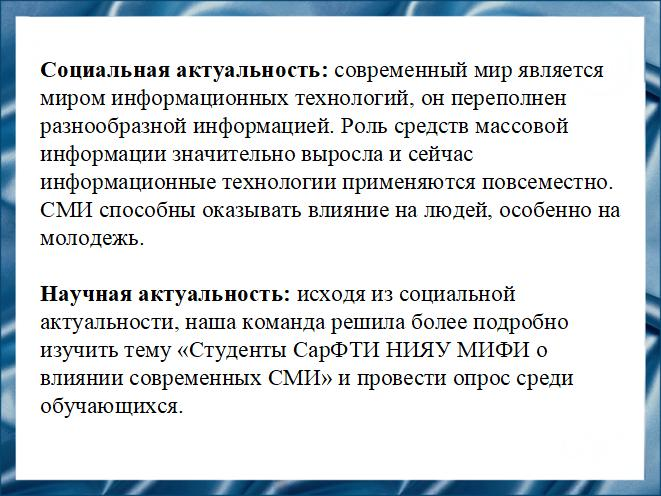 Социальная актуальность: современный мир является
миром информационных технологий, он переполнен
разнообразной информацией. Роль средств массовой
информации значительно выросла и сейчас
информационные технологии применяются повсеместно.
СМИ способны оказывать влияние на людей, особенно на
молодежь.
Научная актуальность: исходя из социальной
актуальности, наша команда решила более подробно
изучить тему «Студенты СарФТИ НИЯУ МИФИ о
влиянии современных СМИ» и провести опрос среди
обучающихся.